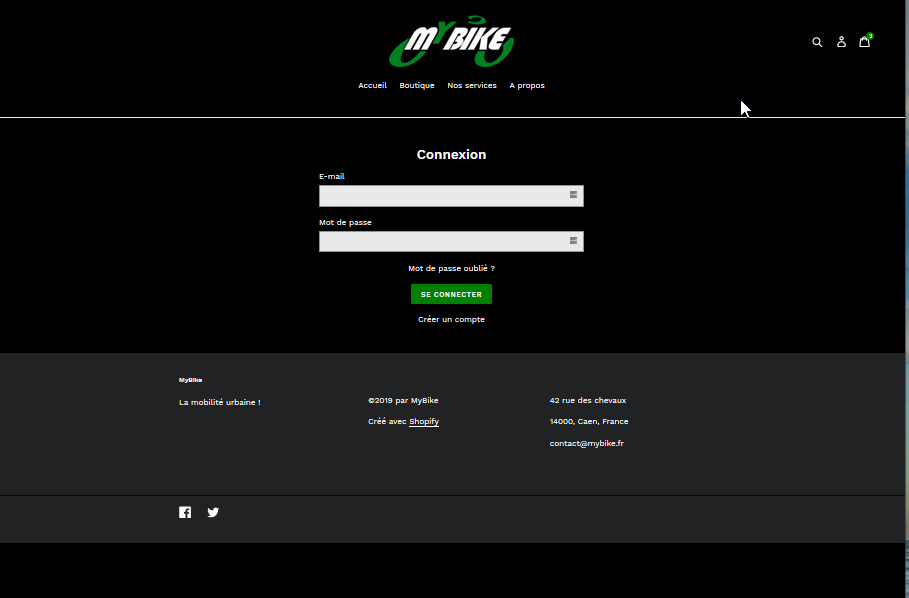 MYBIKE
3
Accueil Boutique Nos services A propos
Connexion
E-mail
Mot de passe
Mot de passe oublié ?
SE CONNECTER
Créer un compte
MyBike
La mobilité urbaine !
©2019 par MyBike
Créé avec Shopify
42 rue des chevaux
14000, Caen, France
contact@mybike.fr